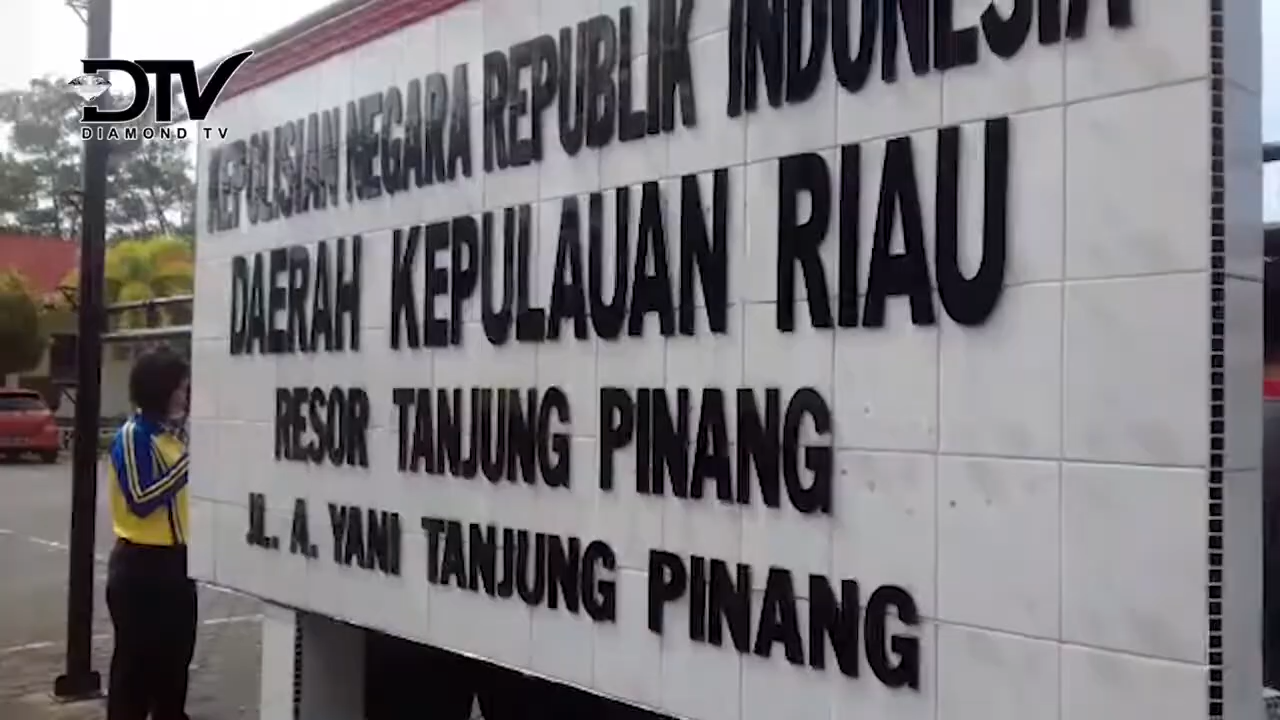 DTV
DIAMOND TV
KEPOLISIAN NEGARA REPUBLIK INDONESIA
DAERAH KEPULAUAN RIAU
RESOR TANJUNG PINANG
JL. A. YANI TANJUNG PINANG